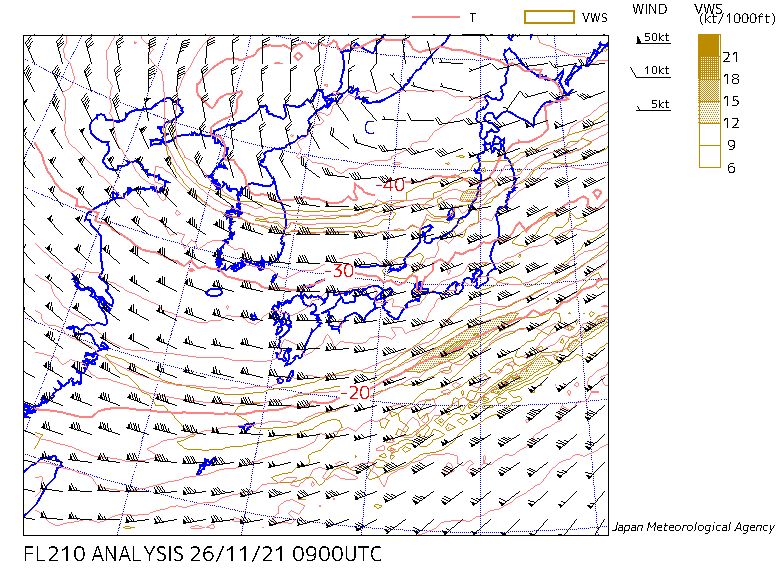 WIND VWS
T VWS (kt/1000ft)
50kt
21
10kt
18
15
5kt
12
C
9
6
-40
30
-20
Japan Meteorological Agency
FL210 ANALYSIS 26/11/21 0900UTC